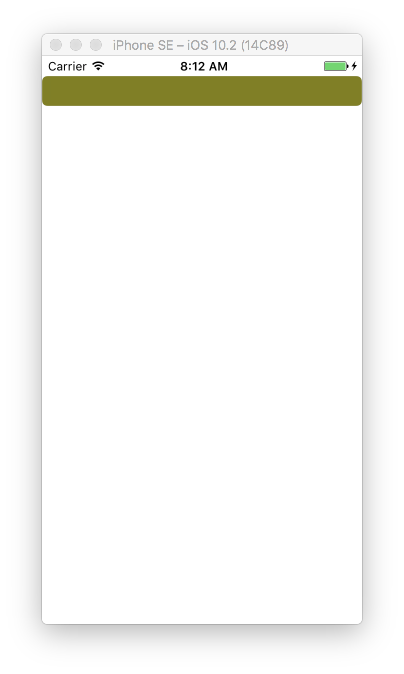 iPhone SE – iOS 10.2 (14C89)
Carrier 8:12 AM